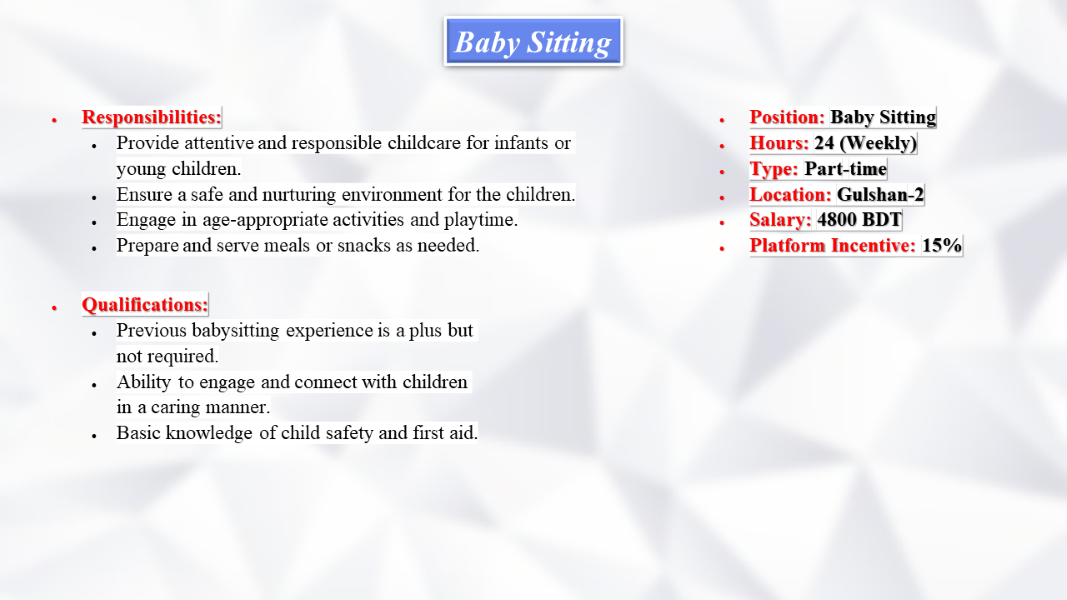 Baby Sitting
Responsibilities:
Provide attentive and responsible childcare for infants or
young children.
Ensure a safe and nurturing environment for the children.
Engage in age-appropriate activities and playtime.
Prepare and serve meals or snacks as needed.
Qualifications:
Previous babysitting experience is a plus but
not required.
Ability to engage and connect with children
in a caring manner.
Basic knowledge of child safety and first aid.
Position: Baby Sitting
Hours: 24 (Weekly)
Type: Part-time
Location: Gulshan-2
Salary: 4800 BDT
Platform Incentive: 15%